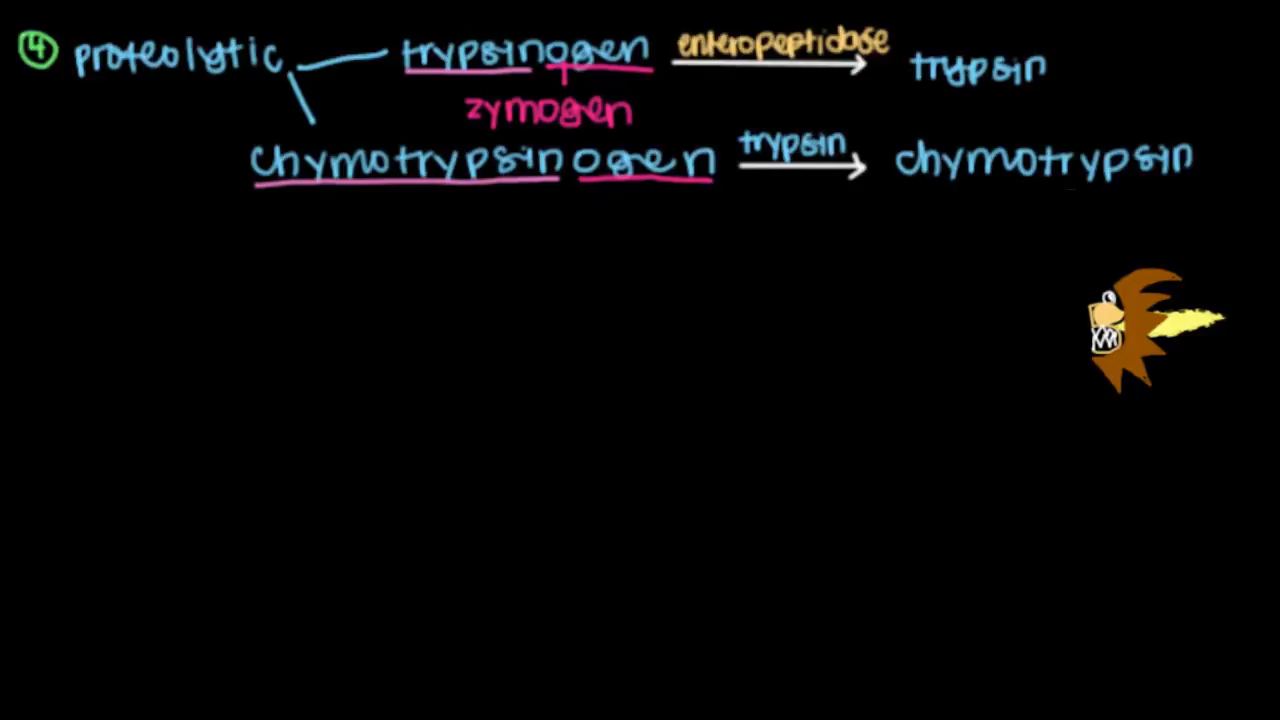 4 proteolytic trypsinogen enteropeptidase trypsin
zymogen
chymotrypsinogen trypsin chymotrypsin